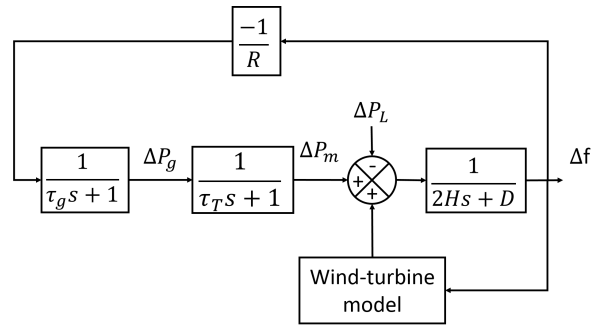 -1
R
ΔP_L
ΔP_g
ΔP_m
Δf
1
τ_g s + 1
1
τ_T s + 1
-
+
+
1
2Hs + D
Wind-turbine
model